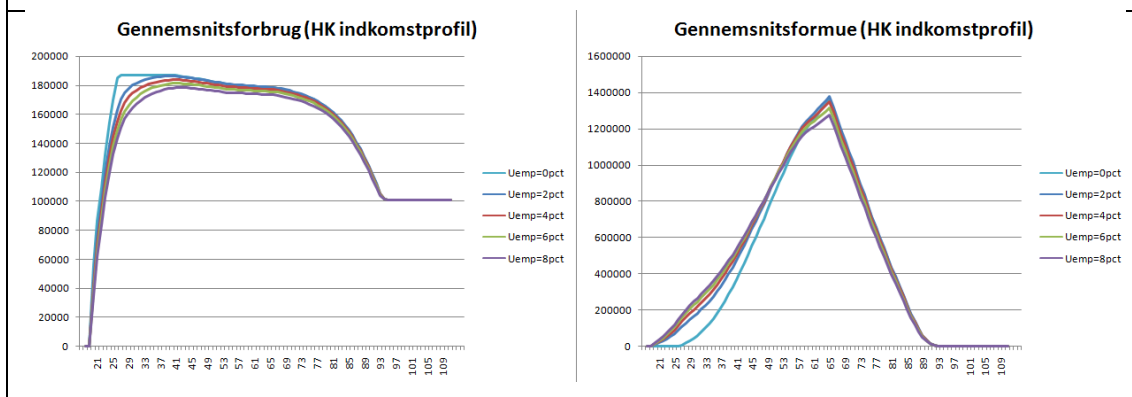 Gennemsnitsforbrug (HK indkomstprofil)
200000
180000
160000
140000
120000
100000
80000
60000
40000
20000
0
21 25 29 33 37 41 45 49 53 57 61 65 69 73 77 81 85 89 93 97 101 105 109
Uemp=0pct
Uemp=2pct
Uemp=4pct
Uemp=6pct
Uemp=8pct
Gennemsnitsformue (HK indkomstprofil)
1600000
1400000
1200000
1000000
800000
600000
400000
200000
0
21 25 29 33 37 41 45 49 53 57 61 65 69 73 77 81 85 89 93 97 101 105 109
Uemp=0pct
Uemp=2pct
Uemp=4pct
Uemp=6pct
Uemp=8pct